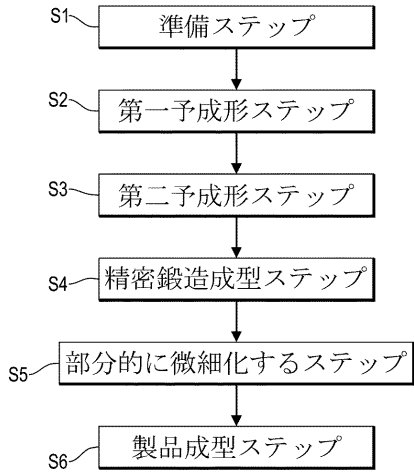 S1 準備ステップ
S2 第一予成形ステップ
S3 第二予成形ステップ
S4 精密鍛造成型ステップ
S5 部分的に微細化するステップ
S6 製品成型ステップ